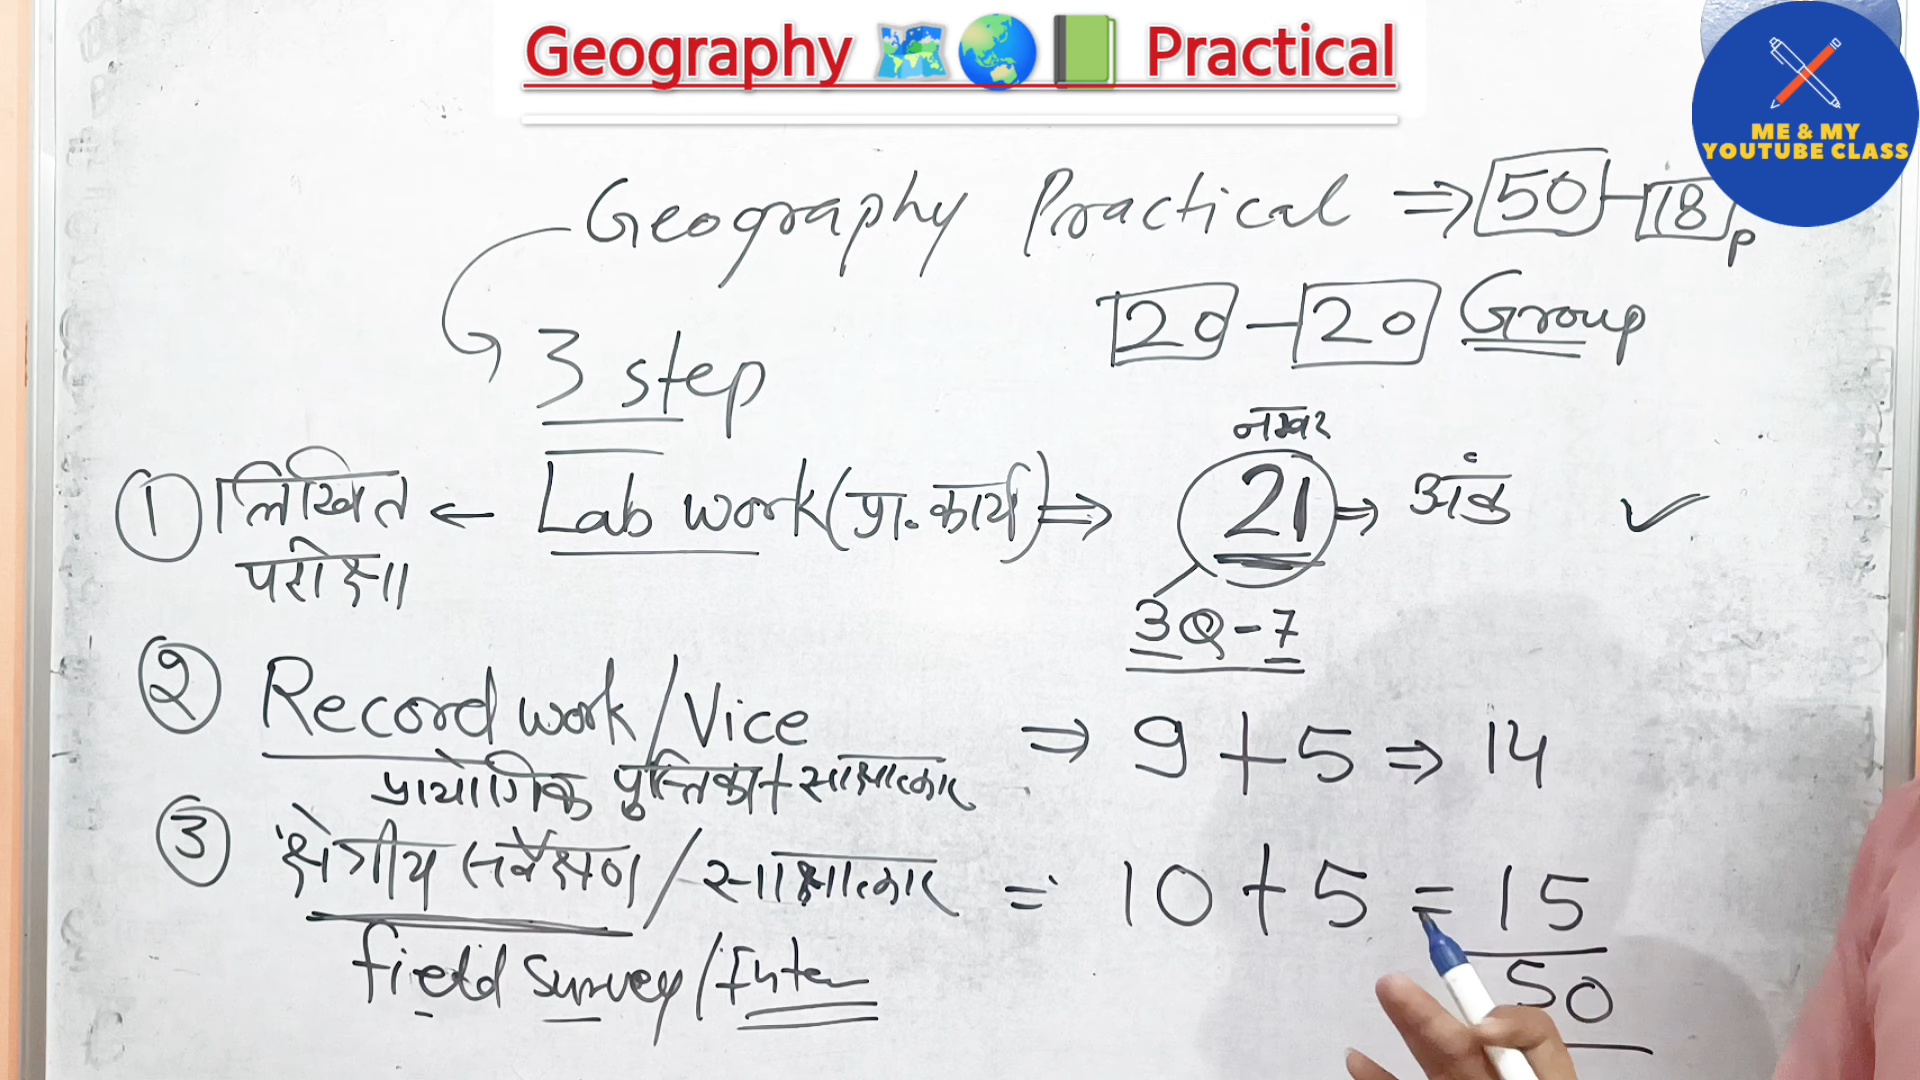 Geography 🗺️🌏📗 Practical
ME & MY
YOUTUBE CLASS
Geography Practical ⇒ 50 - 18 p
20 - 20 Group
3 step
नम्बर
① लिखित परीक्षा ← Lab work (प्रा. कार्य) ⇒ 21 ⇒ अंक ✓
3Q - 7
② Record work / Vice ⇒ 9 + 5 ⇒ 14
प्रायोगिक पुस्तिका + साक्षात्कार
③ क्षेत्रीय सर्वेक्षण / साक्षात्कार = 10 + 5 = 15
field Survey / Inter
50